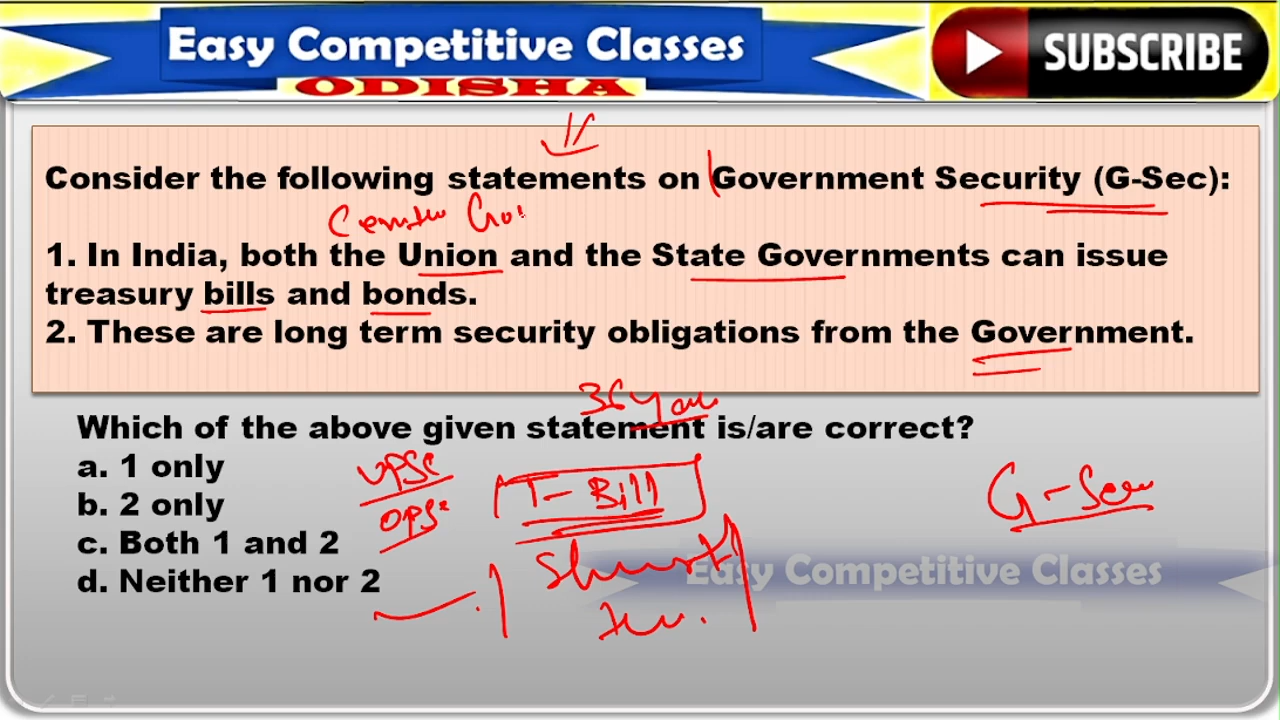 Easy Competitive Classes
ODISHA
SUBSCRIBE
Consider the following statements on Government Security (G-Sec):
1. In India, both the Union and the State Governments can issue
treasury bills and bonds.
2. These are long term security obligations from the Government.
Which of the above given statement is/are correct?
a. 1 only
b. 2 only
c. Both 1 and 2
d. Neither 1 nor 2
UPSC
T-Bill
G-Sec
Easy Competitive Classes